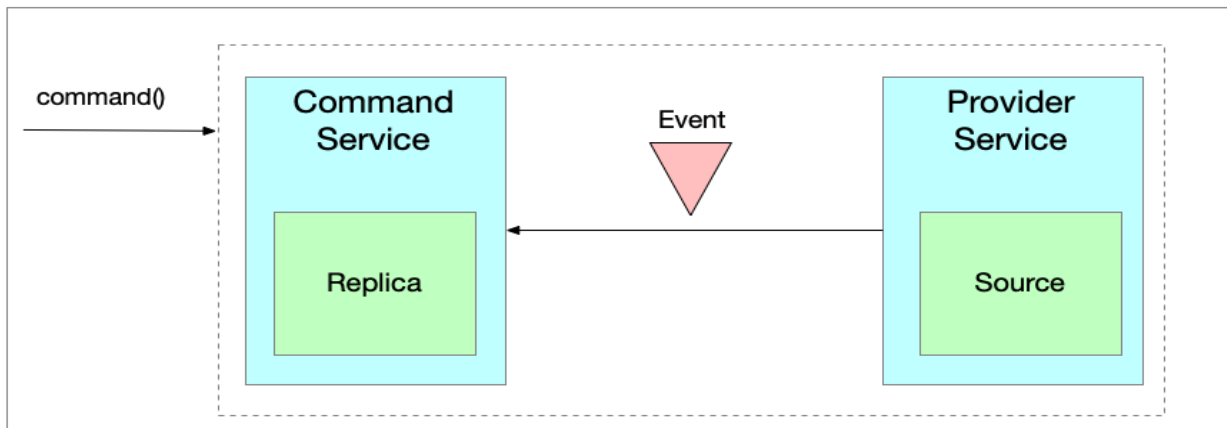 command()
Command
Service
Replica
Event
Provider
Service
Source